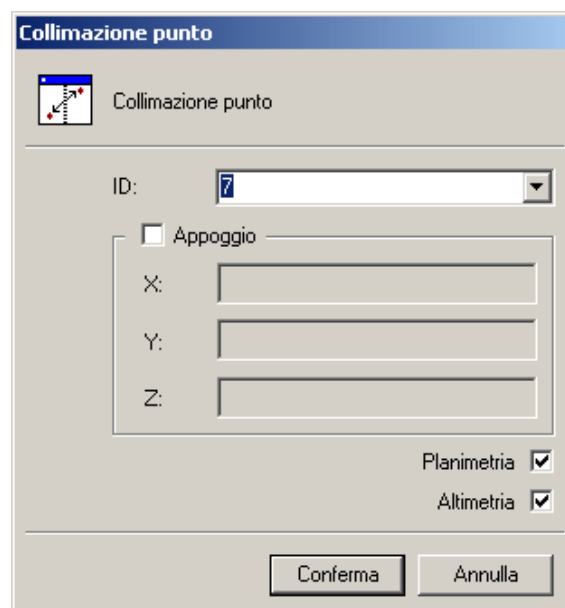 Collimazione punto
Collimazione punto
ID: 7
Appoggio
X:
Y:
Z:
Planimetria
Altimetria
Conferma Annulla